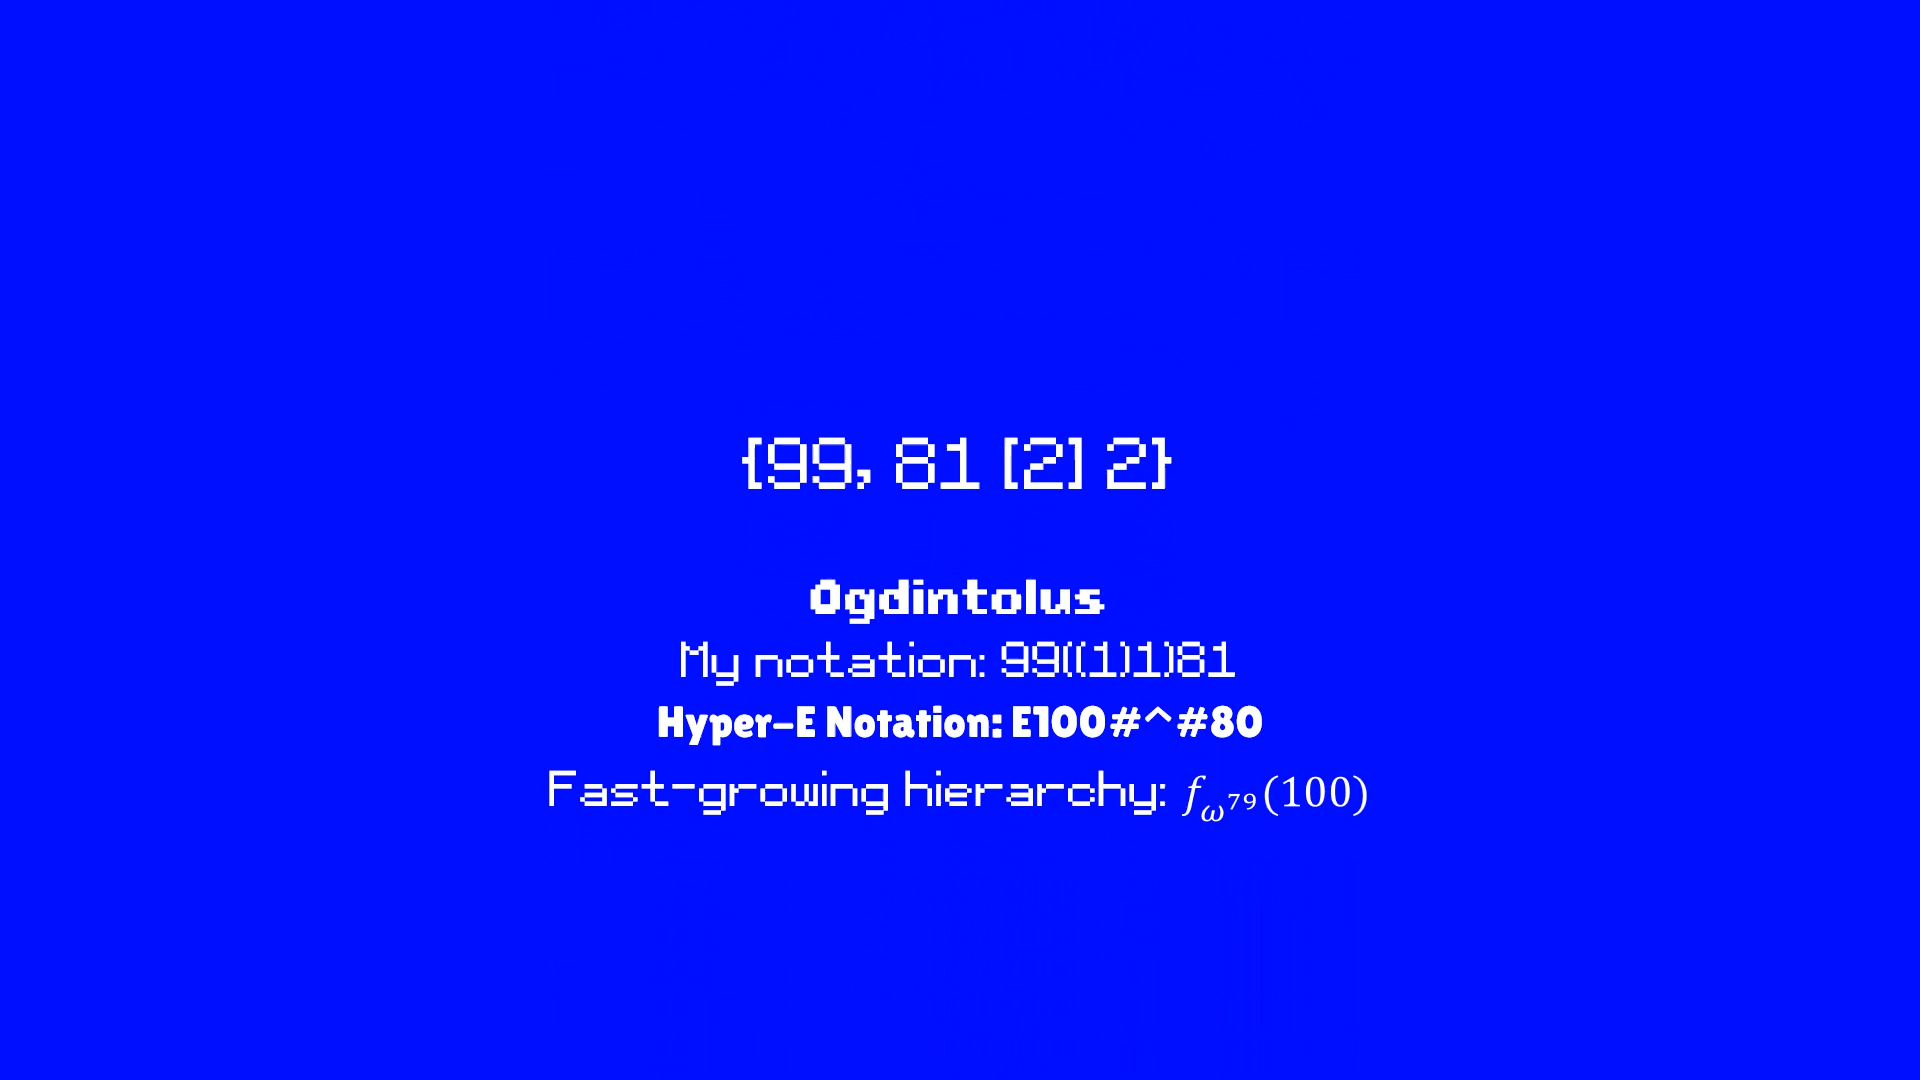 {99, 81 [2] 2}
Ogdintolus
My notation: 99((1)1)81
Hyper-E Notation: E100#^#80
Fast-growing hierarchy: f_{ω^{79}}(100)